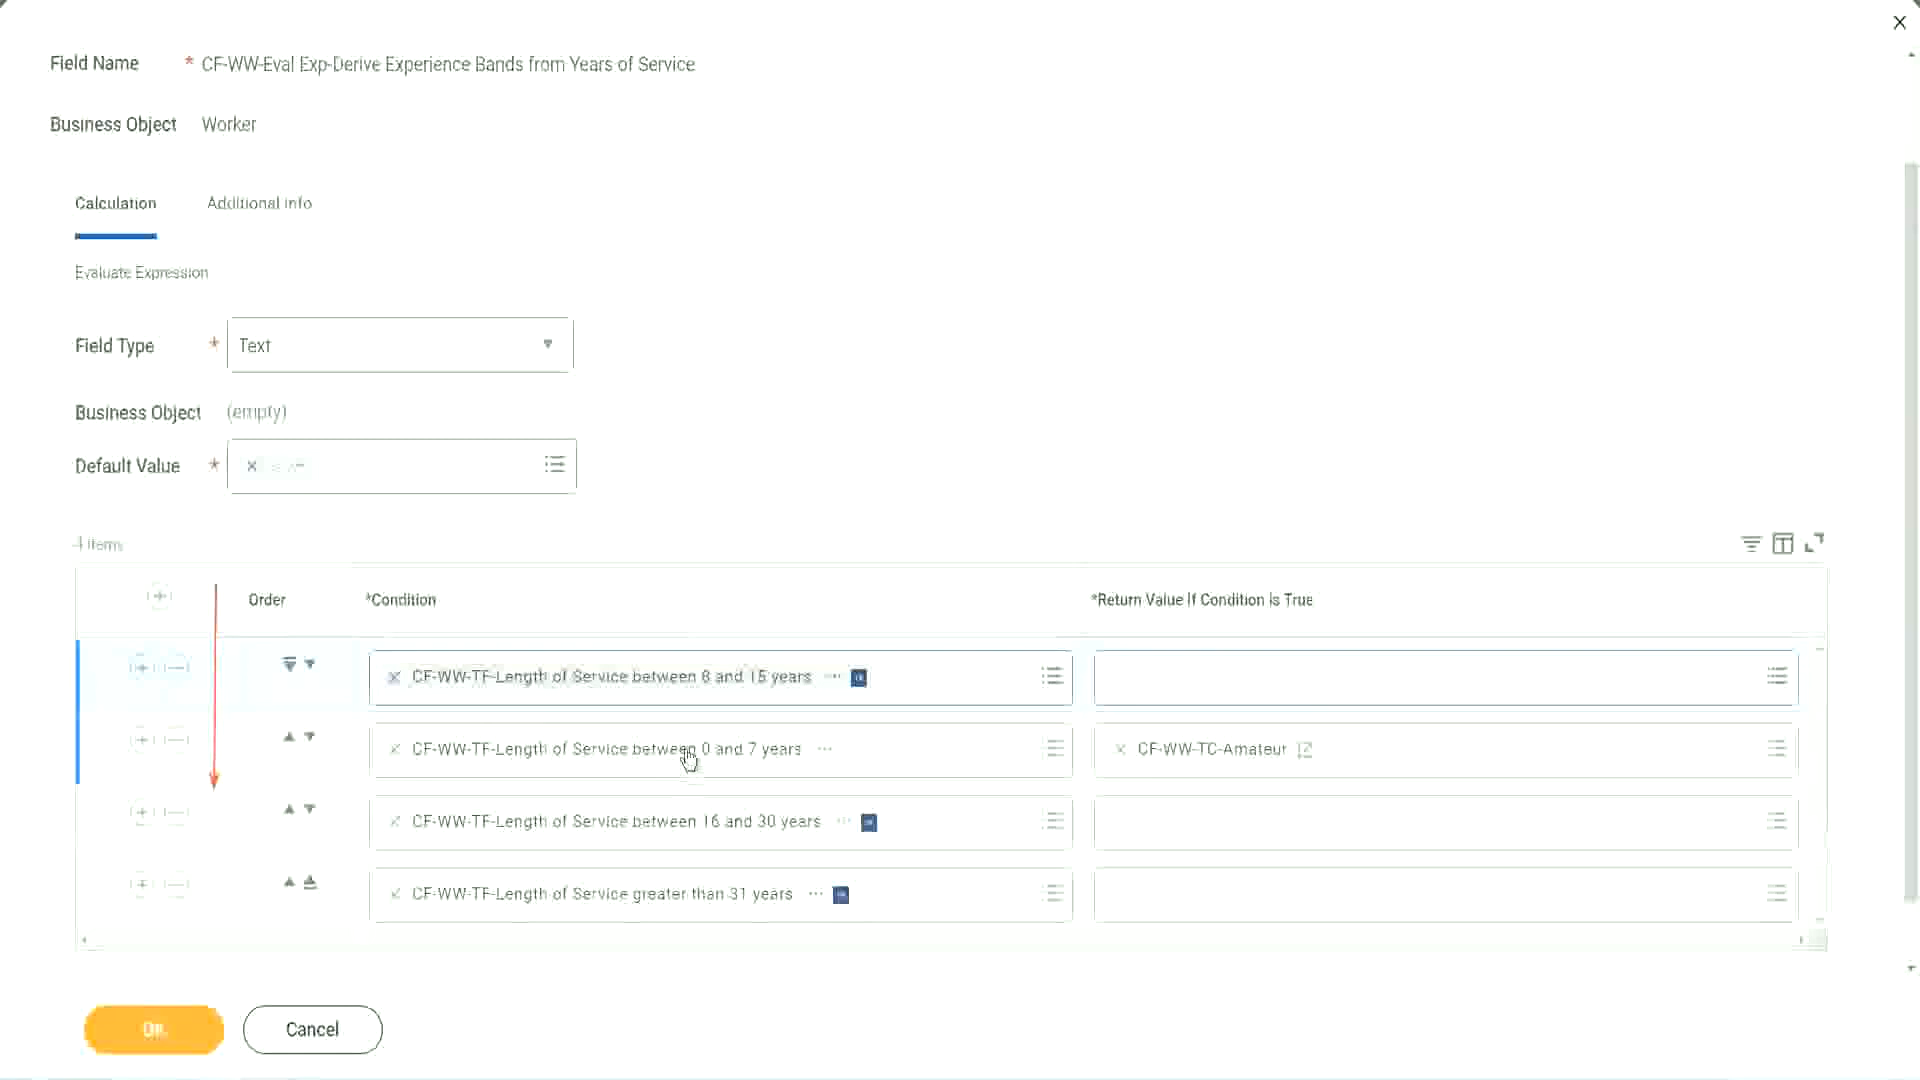 Field Name * CF-WW-Eval Exp-Derive Experience Bands from Years of Service
Business Object Worker
Calculation Additional Info
Evaluate Expression
Field Type * Text
Business Object (empty)
Default Value *
4 items
Order *Condition *Return Value If Condition is True
CF-WW-TF-Length of Service between 8 and 15 years
CF-WW-TF-Length of Service between 0 and 7 years CF-WW-TC-Amateur
CF-WW-TF-Length of Service between 16 and 30 years
CF-WW-TF-Length of Service greater than 31 years
OK Cancel